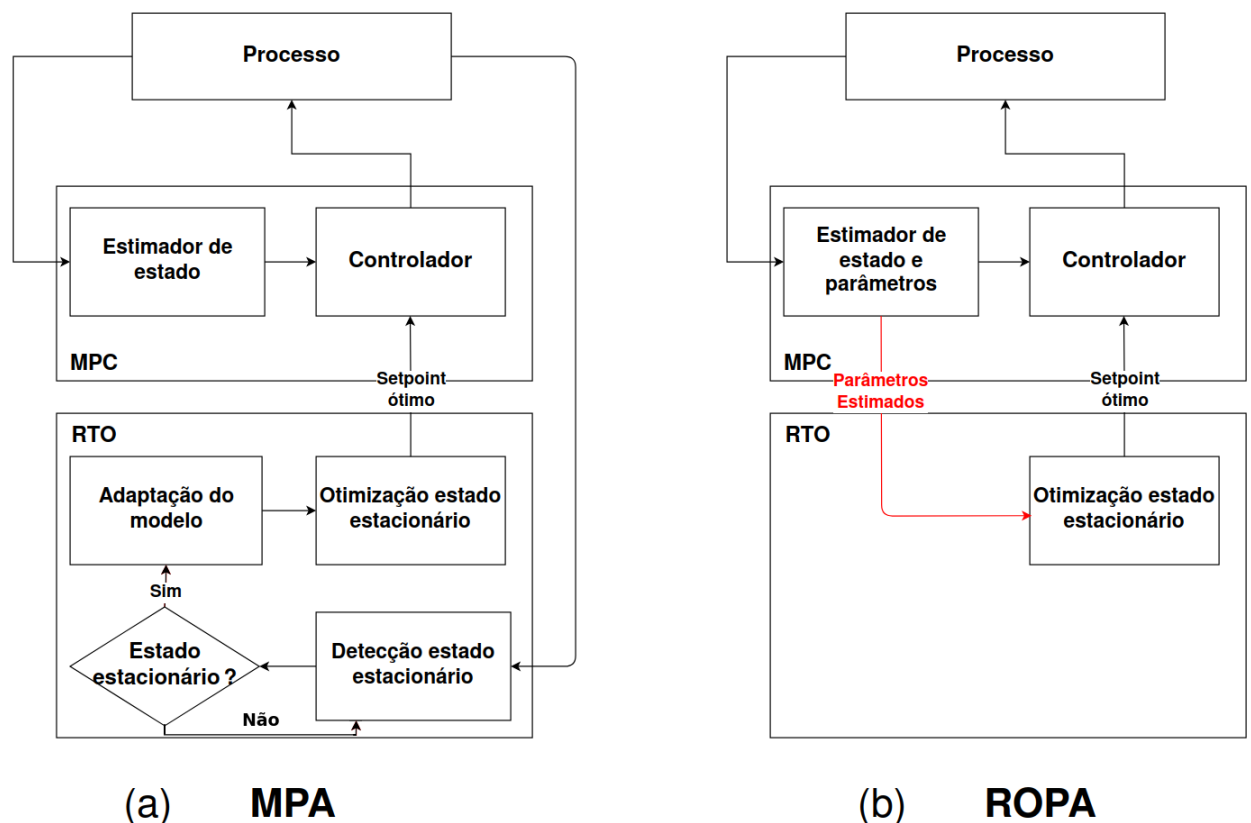 Processo
Estimador de
estado
Controlador
MPC
Setpoint
ótimo
RTO
Adaptação do
modelo
Otimização estado
estacionário
Sim
Estado
estacionário ?
Detecção estado
estacionário
Não
(a) MPA
Processo
Estimador de
estado e
parâmetros
Controlador
MPC
Parâmetros
Estimados
Setpoint
ótimo
RTO
Otimização estado
estacionário
(b) ROPA